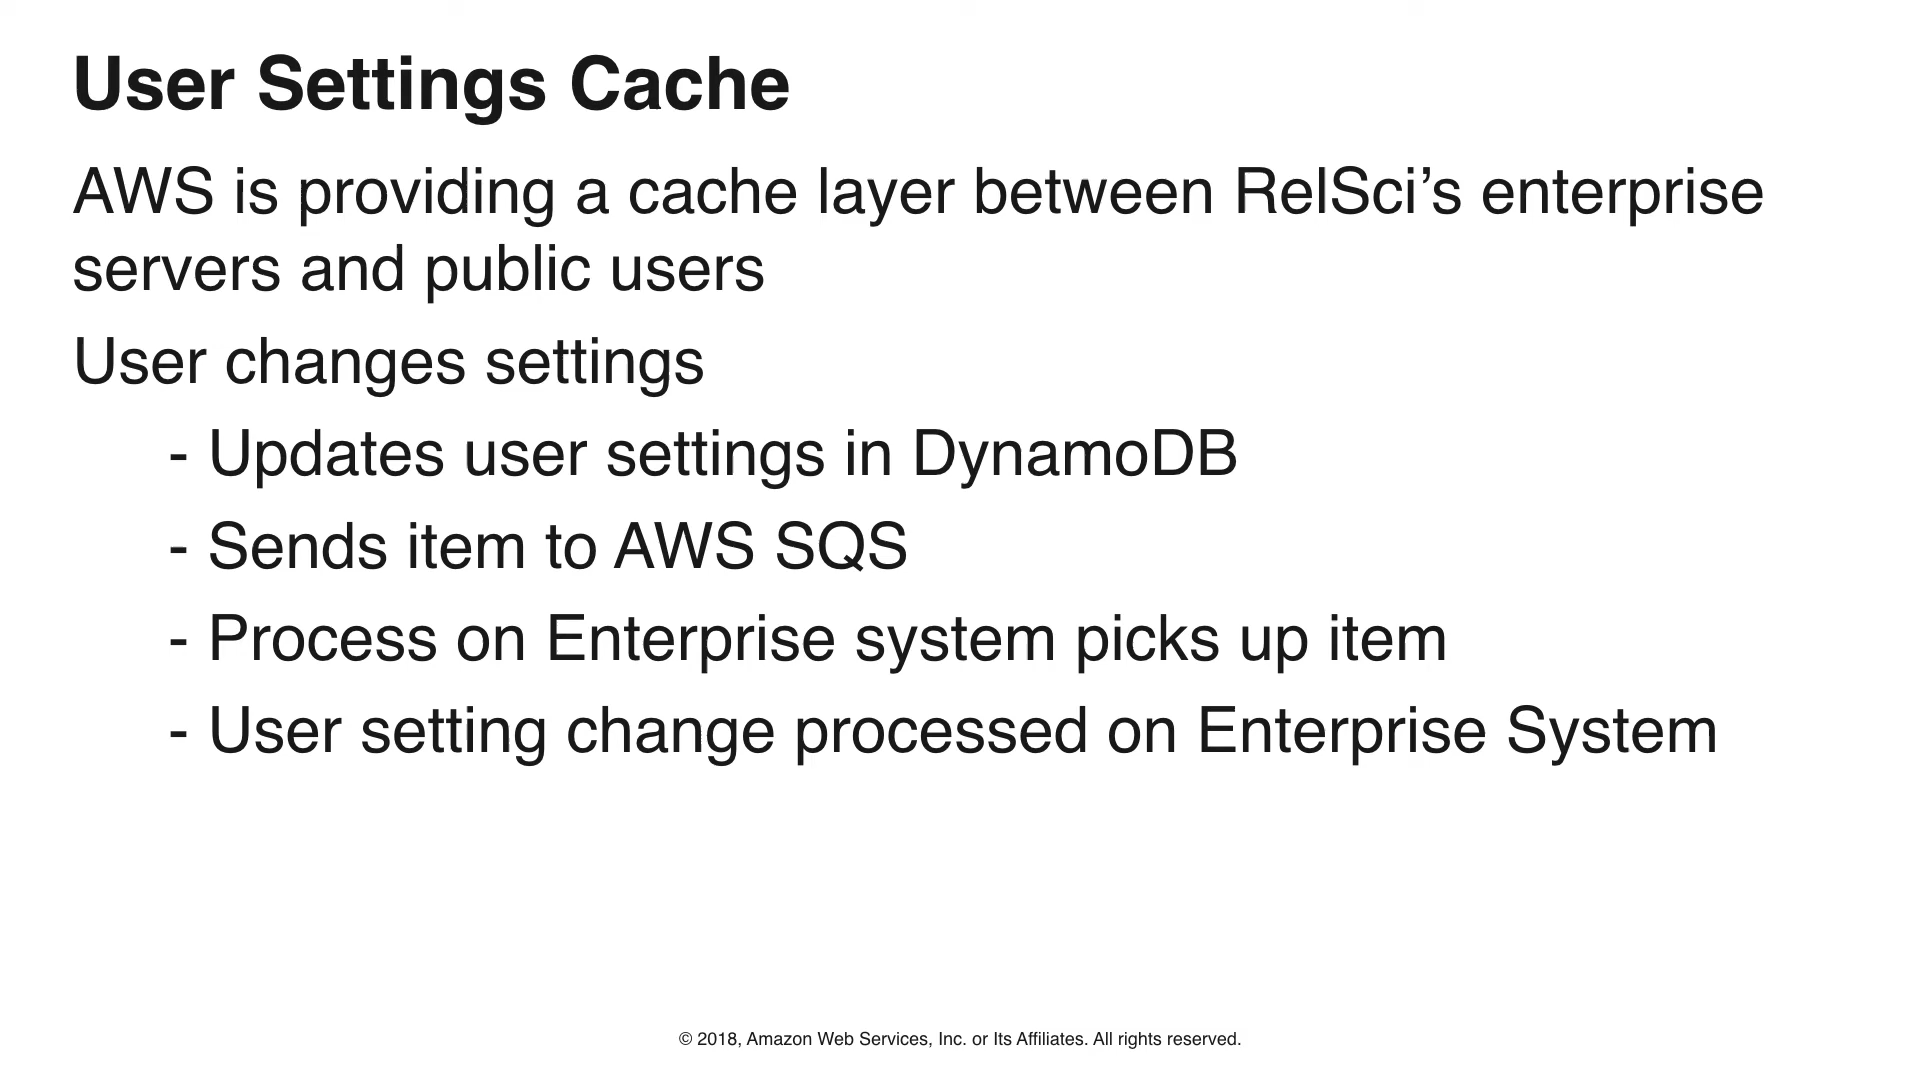 User Settings Cache
AWS is providing a cache layer between RelSci’s enterprise
servers and public users
User changes settings
- Updates user settings in DynamoDB
- Sends item to AWS SQS
- Process on Enterprise system picks up item
- User setting change processed on Enterprise System
© 2018, Amazon Web Services, Inc. or Its Affiliates. All rights reserved.